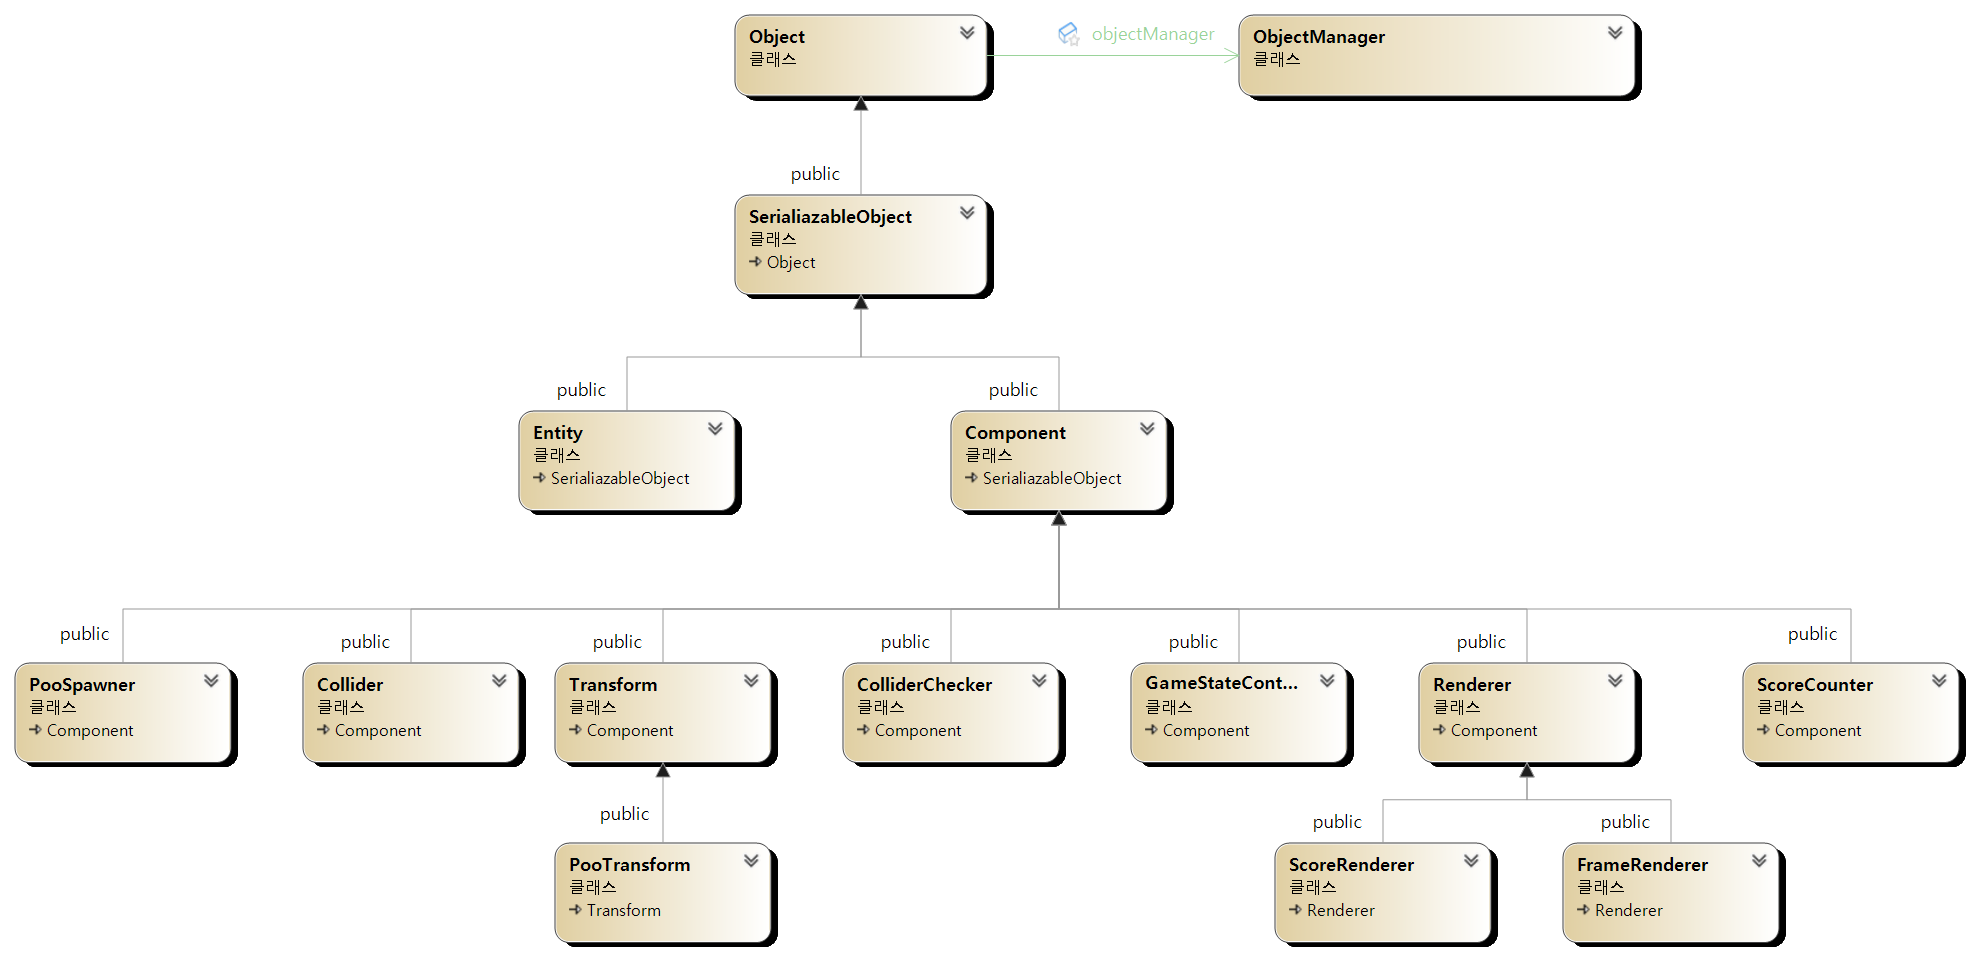 Object
클래스
objectManager
ObjectManager
클래스
public
SerialiazableObject
클래스
Object
public
public
Entity
클래스
SerialiazableObject
Component
클래스
SerialiazableObject
public
public
public
public
public
public
public
PooSpawner
클래스
Component
Collider
클래스
Component
Transform
클래스
Component
ColliderChecker
클래스
Component
GameStateCont...
클래스
Component
Renderer
클래스
Component
ScoreCounter
클래스
Component
public
public
public
PooTransform
클래스
Transform
ScoreRenderer
클래스
Renderer
FrameRenderer
클래스
Renderer